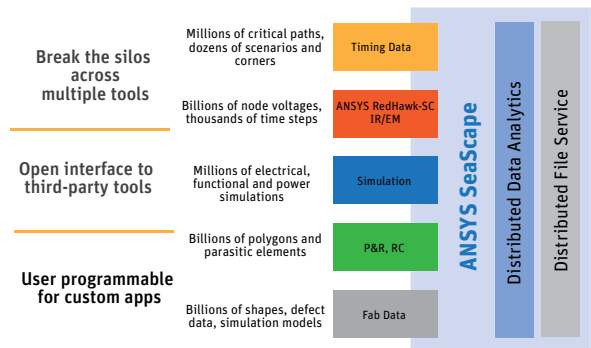 Break the silos
across
multiple tools
Open interface to
third-party tools
User programmable
for custom apps
Millions of critical paths,
dozens of scenarios and
corners
Billions of node voltages,
thousands of time steps
Millions of electrical,
functional and power
simulations
Billions of polygons and
parasitic elements
Billions of shapes, defect
data, simulation models
Timing Data
ANSYS RedHawk-SC
IR/EM
Simulation
P&R, RC
Fab Data
ANSYS SeaScape
Distributed Data Analytics
Distributed File Service